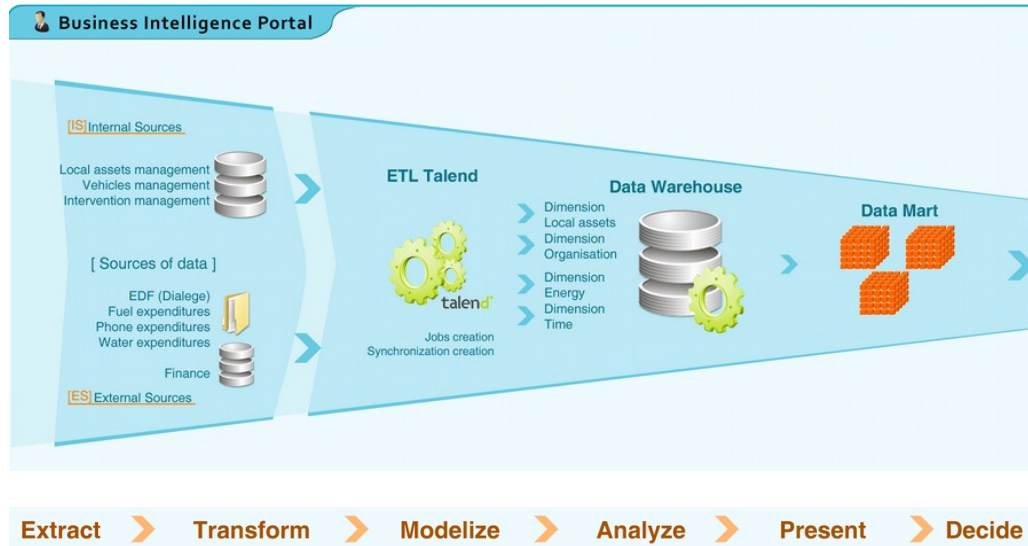 Business Intelligence Portal
[IS] Internal Sources
Local assets management
Vehicles management
Intervention management
[ Sources of data ]
EDF (Dialege)
Fuel expenditures
Phone expenditures
Water expenditures
Finance
[ES] External Sources
ETL Talend
talend
Jobs creation
Synchronization creation
Data Warehouse
Dimension
Local assets
Dimension
Organisation
Dimension
Energy
Dimension
Time
Data Mart
Extract Transform Modelize Analyze Present Decide